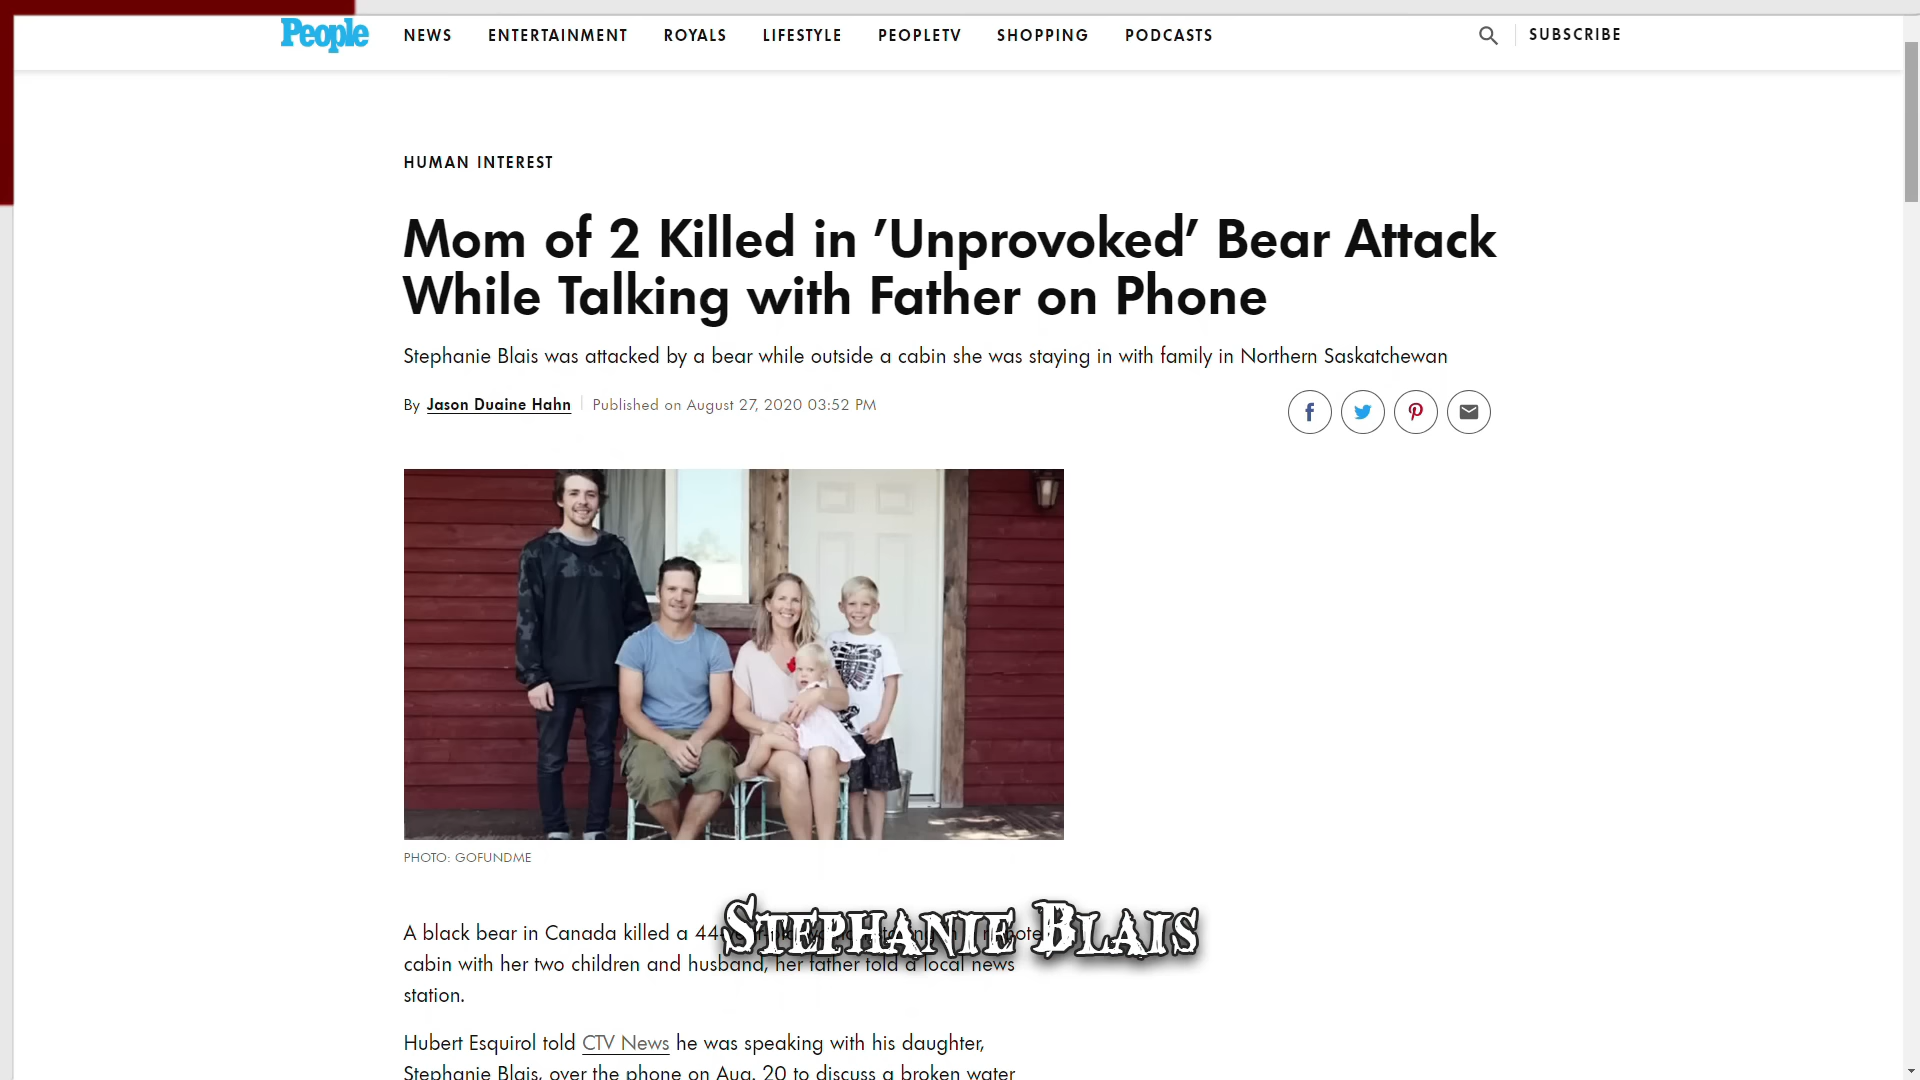 People NEWS ENTERTAINMENT ROYALS LIFESTYLE PEOPLETV SHOPPING PODCASTS SUBSCRIBE
HUMAN INTEREST
Mom of 2 Killed in ’Unprovoked’ Bear Attack
While Talking with Father on Phone
Stephanie Blais was attacked by a bear while outside a cabin she was staying in with family in Northern Saskatchewan
By Jason Duaine Hahn Published on August 27, 2020 03:52 PM
PHOTO: GOFUNDME
Stephanie Blais
A black bear in Canada killed a
cabin with her two children and husband, her father told a local news
station.
Hubert Esquirol told CTV News he was speaking with his daughter,
Stephanie Blais, over the phone on Aug. 20 to discuss a broken water